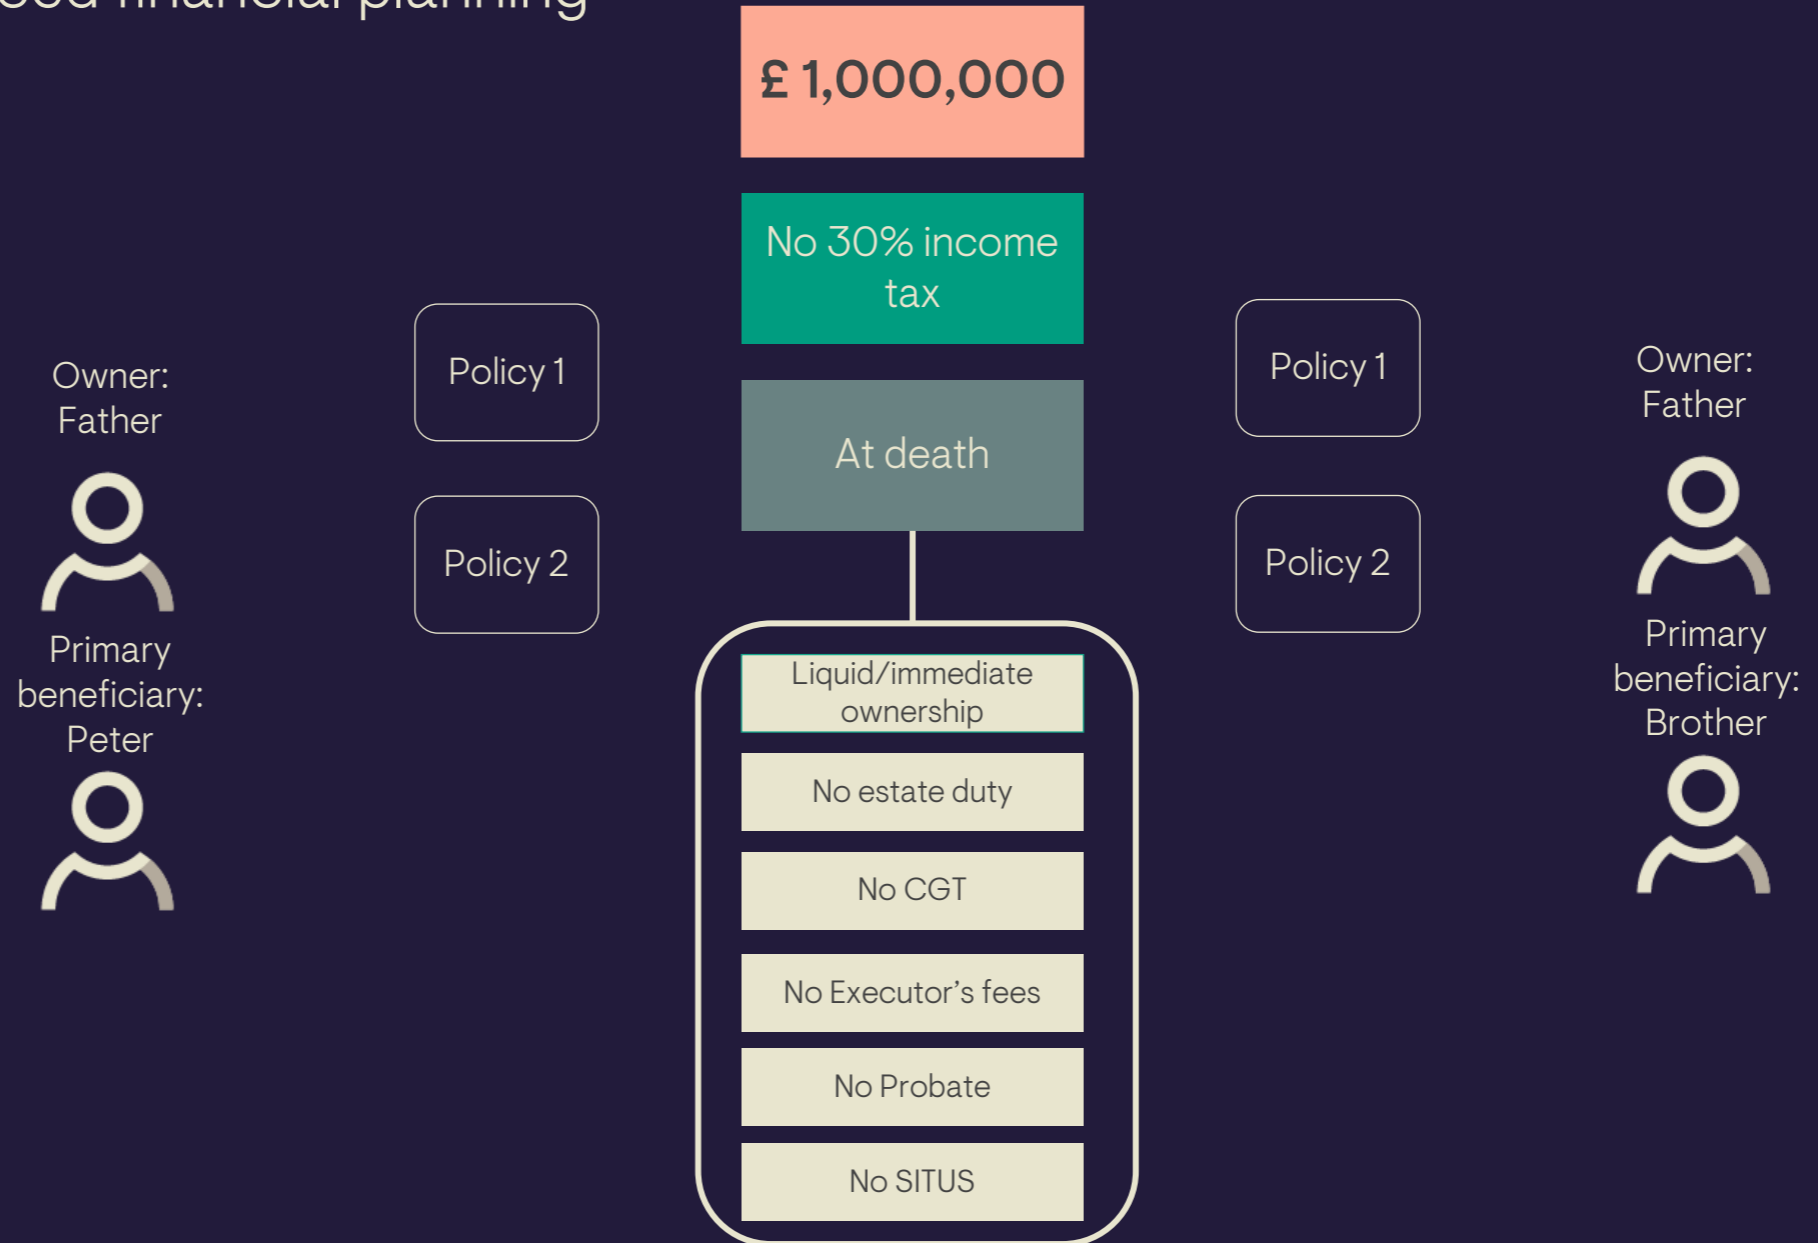 financial planning
£ 1,000,000
No 30% income
tax
At death
Owner:
Father
Primary
beneficiary:
Peter
Policy 1
Policy 2
Policy 1
Policy 2
Owner:
Father
Primary
beneficiary:
Brother
Liquid/immediate
ownership
No estate duty
No CGT
No Executor’s fees
No Probate
No SITUS